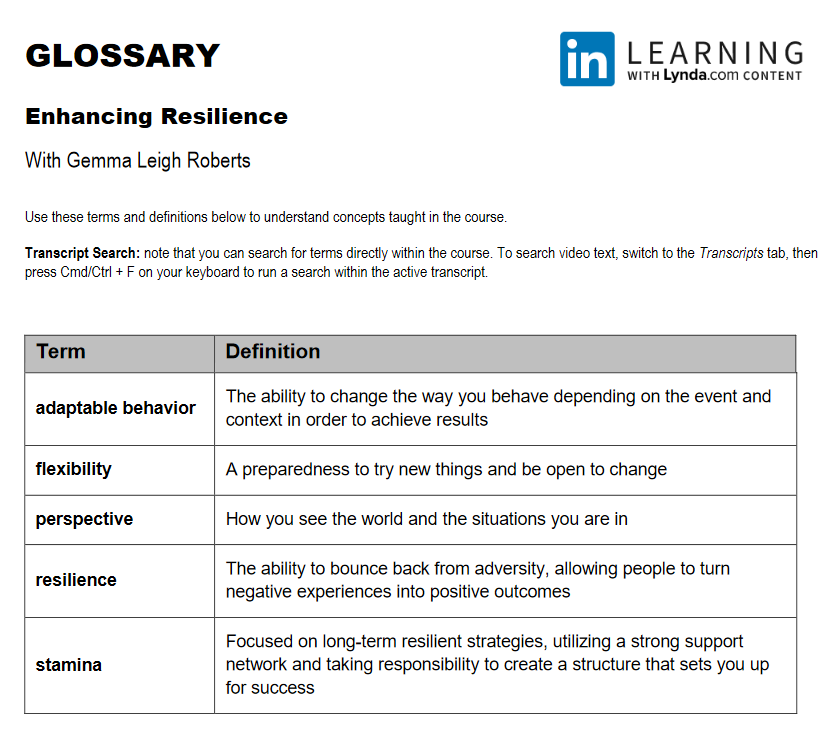 GLOSSARY
in LEARNING
WITH Lynda.com CONTENT
Enhancing Resilience
With Gemma Leigh Roberts
Use these terms and definitions below to understand concepts taught in the course.
Transcript Search: note that you can search for terms directly within the course. To search video text, switch to the Transcripts tab, then
press Cmd/Ctrl + F on your keyboard to run a search within the active transcript.
Term Definition
adaptable behavior
The ability to change the way you behave depending on the event and
context in order to achieve results
flexibility
A preparedness to try new things and be open to change
perspective
How you see the world and the situations you are in
resilience
The ability to bounce back from adversity, allowing people to turn
negative experiences into positive outcomes
stamina
Focused on long-term resilient strategies, utilizing a strong support
network and taking responsibility to create a structure that sets you up
for success